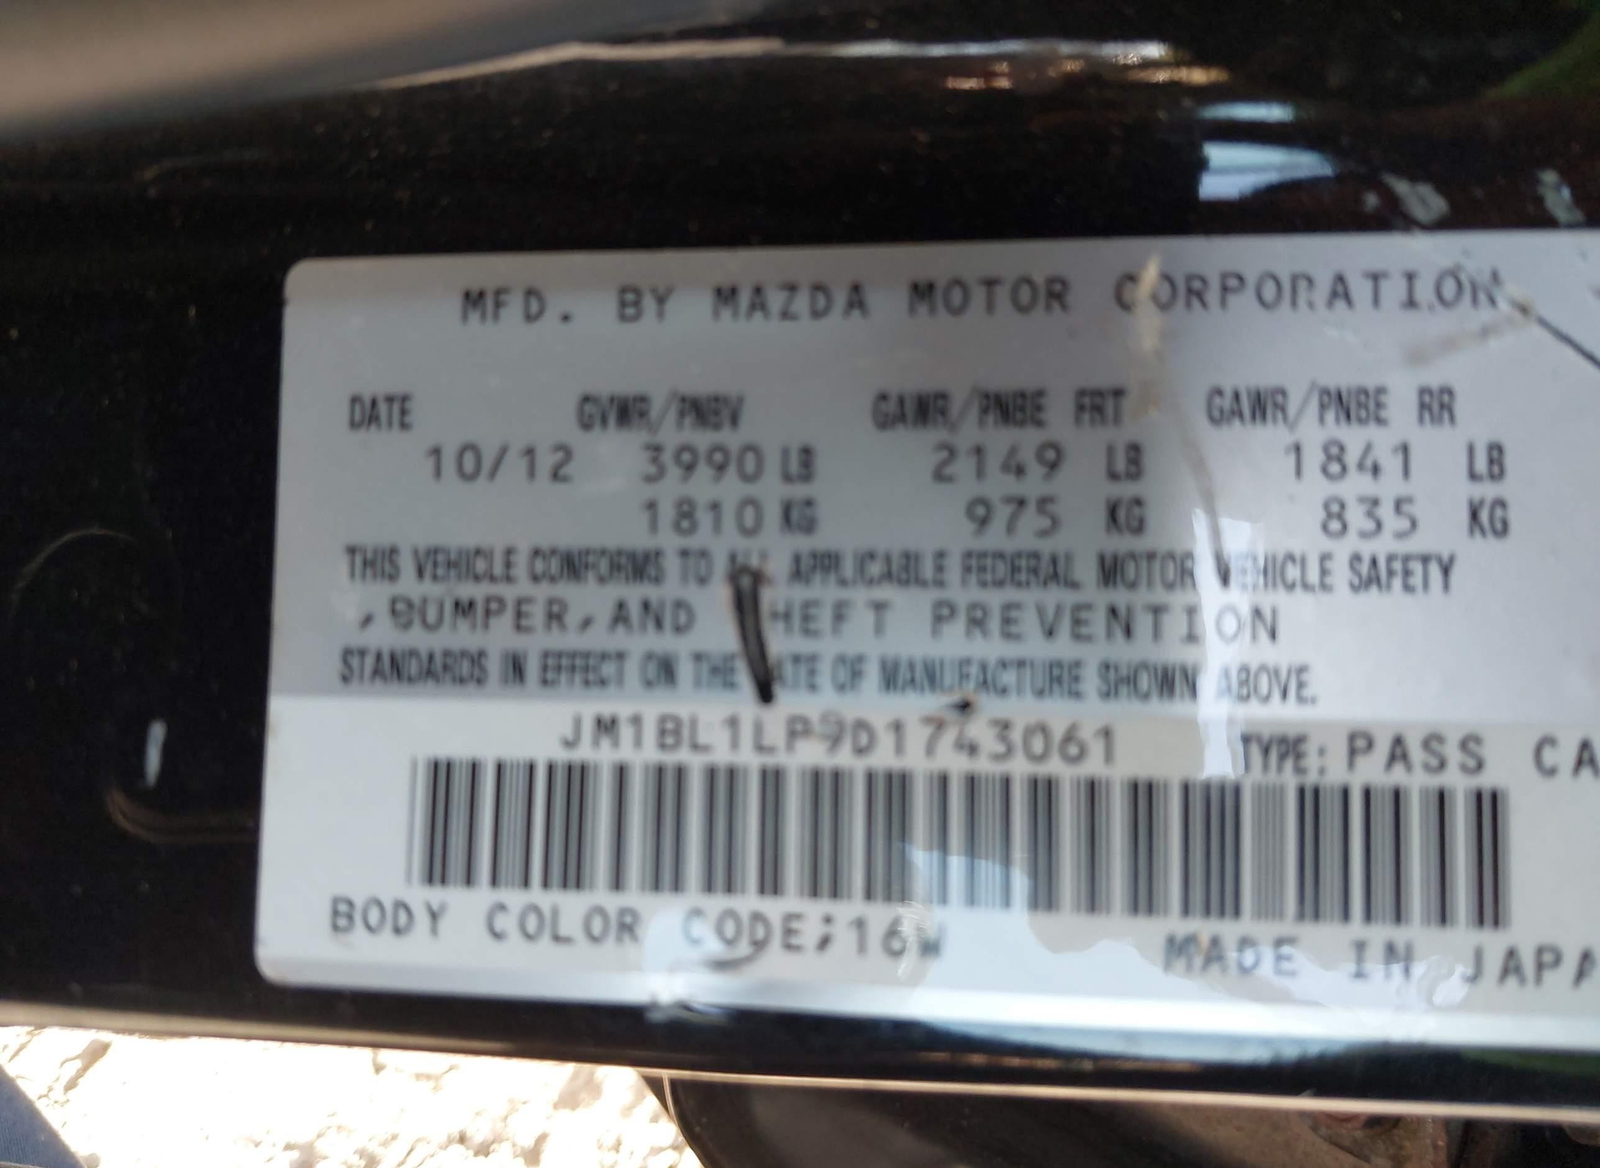 MFD. BY MAZDA MOTOR CORPORATION
DATE GVWR/PNBV GAWR/PNBE FRT GAWR/PNBE RR
10/12 3990 LB 2149 LB 1841 LB
1810 KG 975 KG 835 KG
THIS VEHICLE CONFORMS TO ALL APPLICABLE FEDERAL MOTOR VEHICLE SAFETY
,BUMPER,AND THEFT PREVENTION
STANDARDS IN EFFECT ON THE DATE OF MANUFACTURE SHOWN ABOVE.
JM1BL1LP9D1743061 TYPE: PASS CA
BODY COLOR CODE;16W MADE IN JAPA